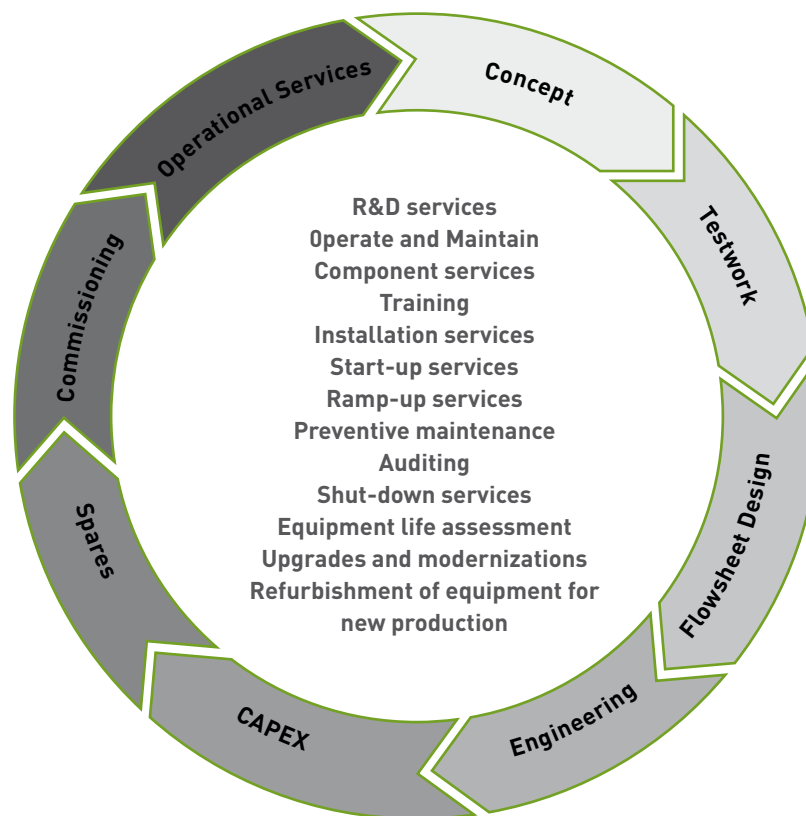 Concept
Testwork
Flowsheet Design
Engineering
CAPEX
Spares
Commissioning
Operational Services
R&D services
0perate and Maintain
Component services
Training
Installation services
Start-up services
Ramp-up services
Preventive maintenance
Auditing
Shut-down services
Equipment life assessment
Upgrades and modernizations
Refurbishment of equipment for
new production